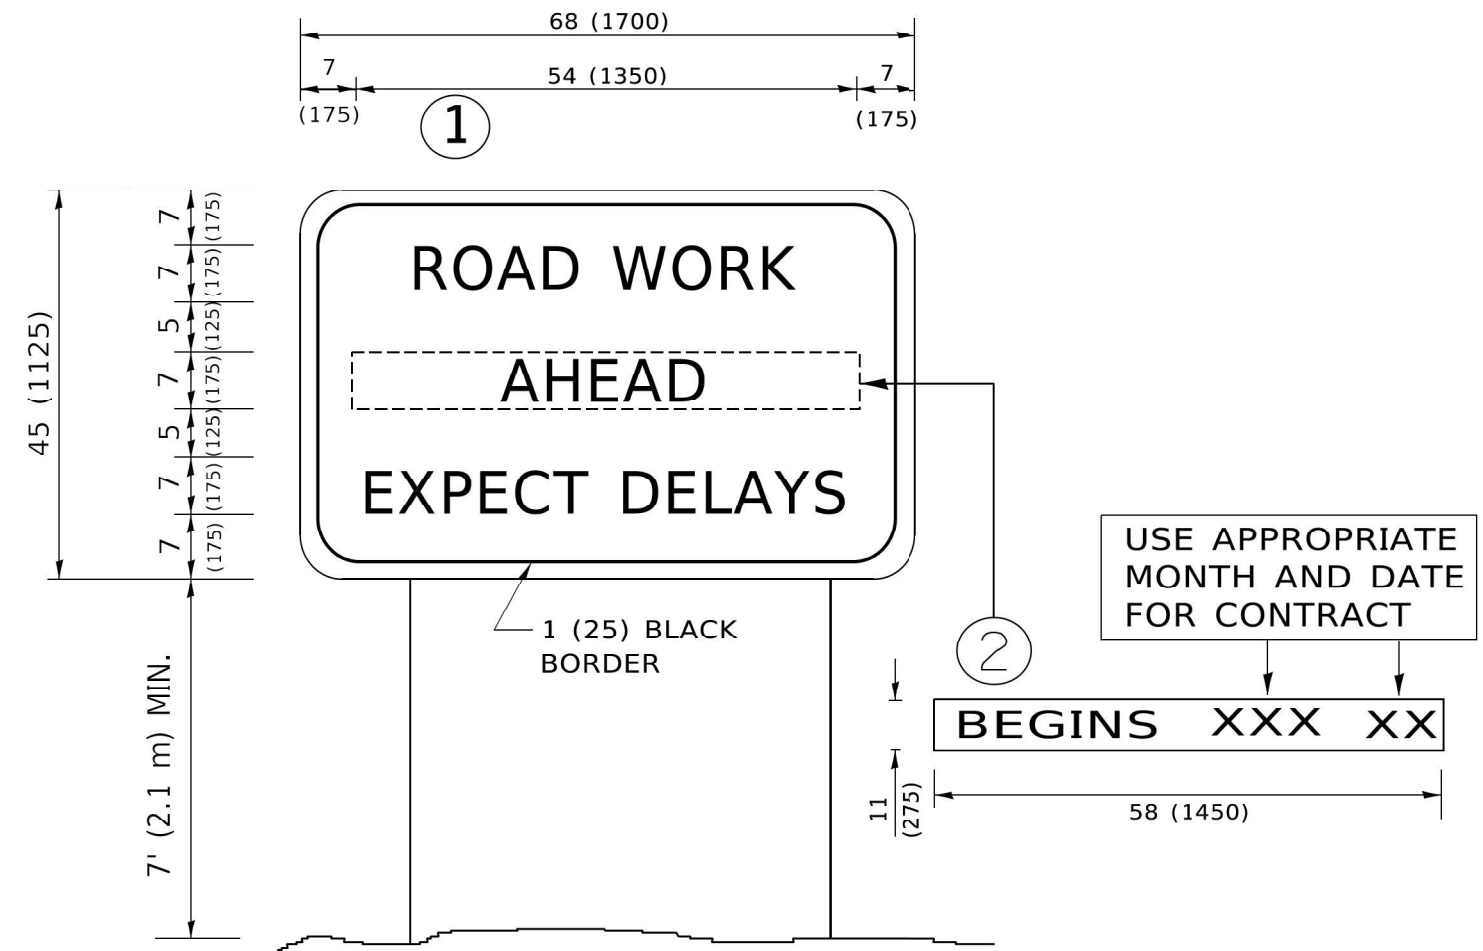 68 (1700)
7
54 (1350)
7
(175)
(175)
1
7
(175)
7
(175)
5
(125)
7
(175)
5
(125)
7
(175)
7
(175)
45 (1125)
ROAD WORK
AHEAD
EXPECT DELAYS
1 (25) BLACK
BORDER
7' (2.1 m) MIN.
USE APPROPRIATE
MONTH AND DATE
FOR CONTRACT
2
BEGINS XXX XX
11
(275)
58 (1450)